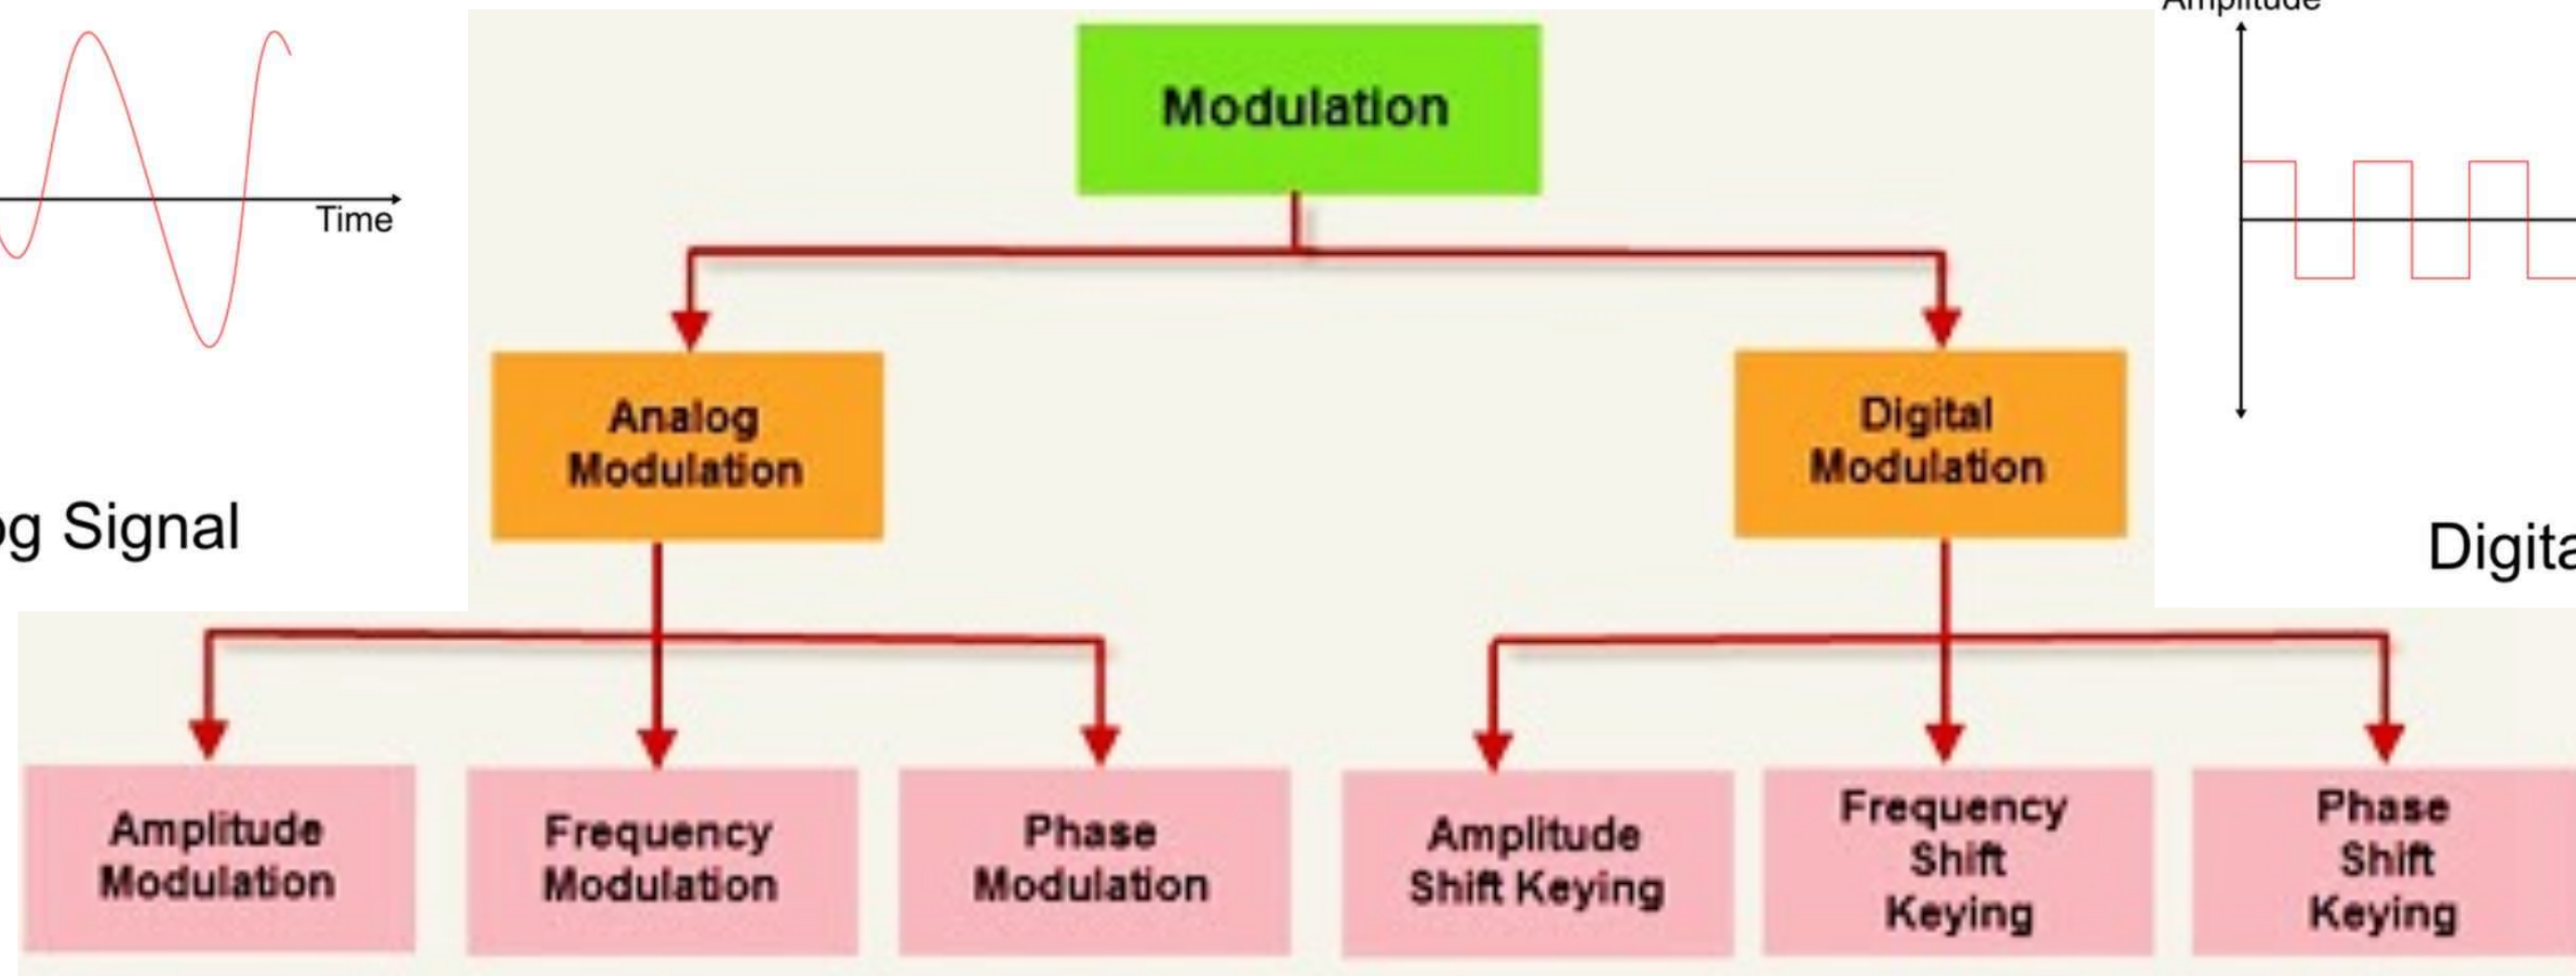 Amplitude
Modulation
Time
Analog
Modulation
Digital
Modulation
Signal
Amplitude
Modulation
Frequency
Modulation
Phase
Modulation
Amplitude
Shift Keying
Frequency
Shift
Keying
Phase
Shift
Keying